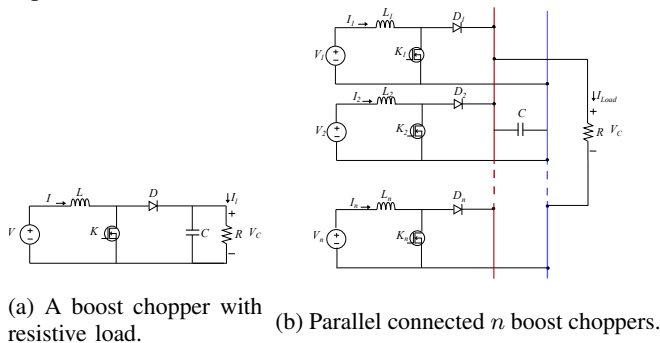 I
L
D
I_l
V
K
C
R
V_C
+
−
(a) A boost chopper with
resistive load.
I_1
L_1
D_1
V_1
K_1
I_2
L_2
D_2
V_2
K_2
C
I_Load
+
R
V_C
−
I_n
L_n
D_n
V_n
K_n
(b) Parallel connected n boost choppers.